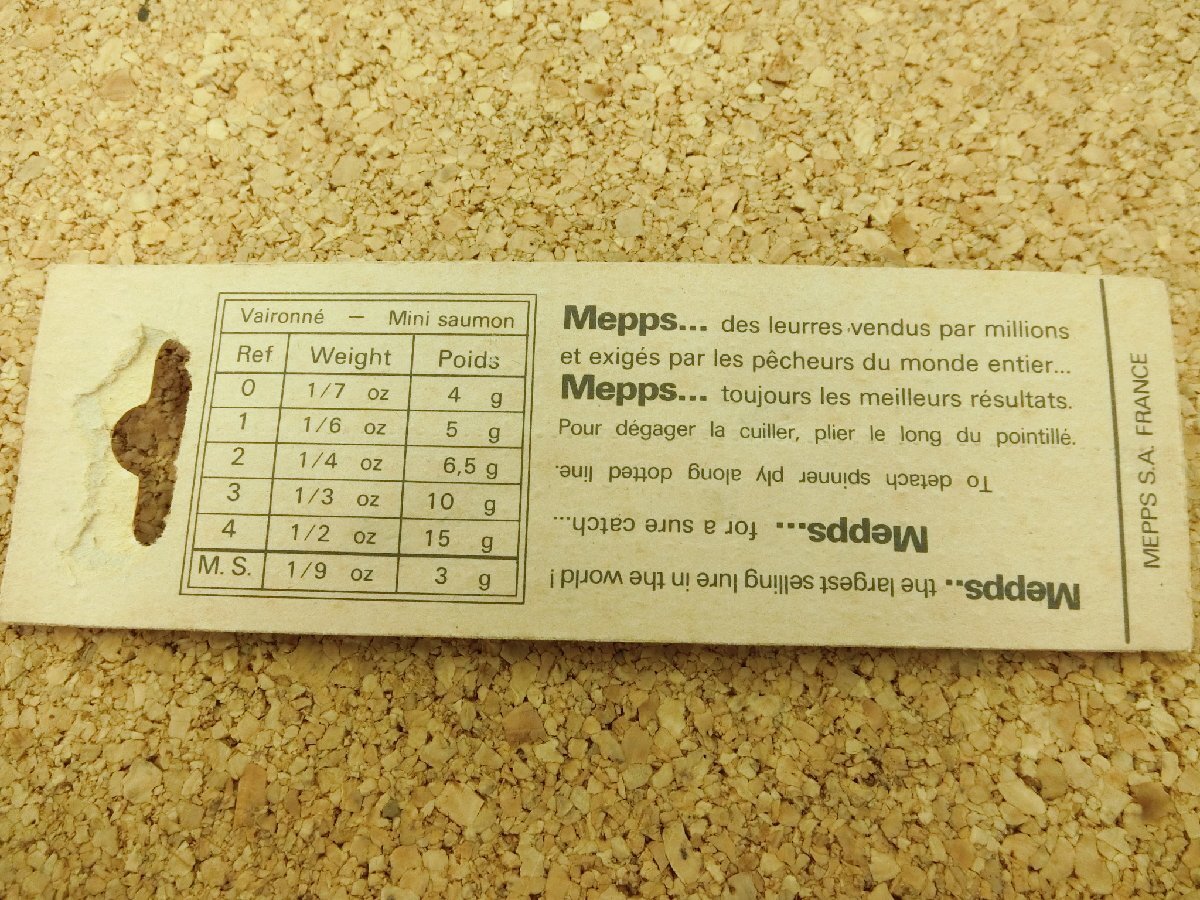 Vaironné – Mini saumon
Ref Weight Poids
0 1/7 oz 4 g
1 1/6 oz 5 g
2 1/4 oz 6,5 g
3 1/3 oz 10 g
4 1/2 oz 15 g
M. S. 1/9 oz 3 g
Mepps... des leurres vendus par millions
et exigés par les pêcheurs du monde entier...
Mepps... toujours les meilleurs résultats.
Pour dégager la cuiller, plier le long du pointillé.
Mepps.. the largest selling lure in the world !
Mepps... for a sure catch...
To detach spinner ply along dotted line.
MEPPS S.A. FRANCE